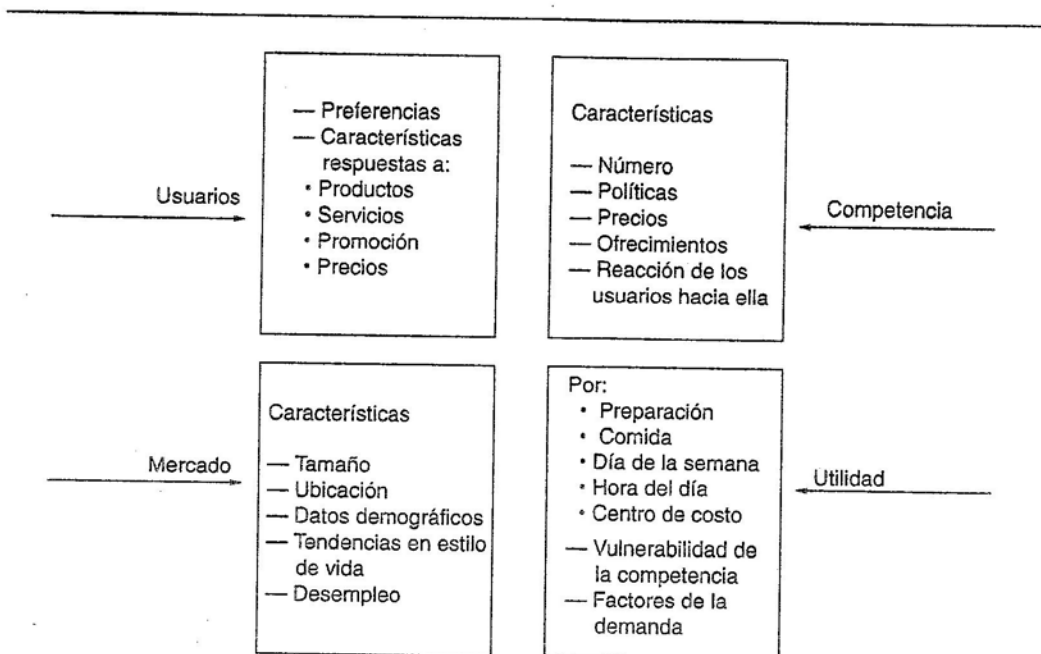 Usuarios
— Preferencias
— Características
respuestas a:
• Productos
• Servicios
• Promoción
• Precios
Características
— Número
— Políticas
— Precios
— Ofrecimientos
— Reacción de los
usuarios hacia ella
Competencia
Mercado
Características
— Tamaño
— Ubicación
— Datos demográficos
— Tendencias en estilo
de vida
— Desempleo
Por:
• Preparación
• Comida
• Día de la semana
• Hora del día
• Centro de costo
— Vulnerabilidad de
la competencia
— Factores de la
demanda
Utilidad